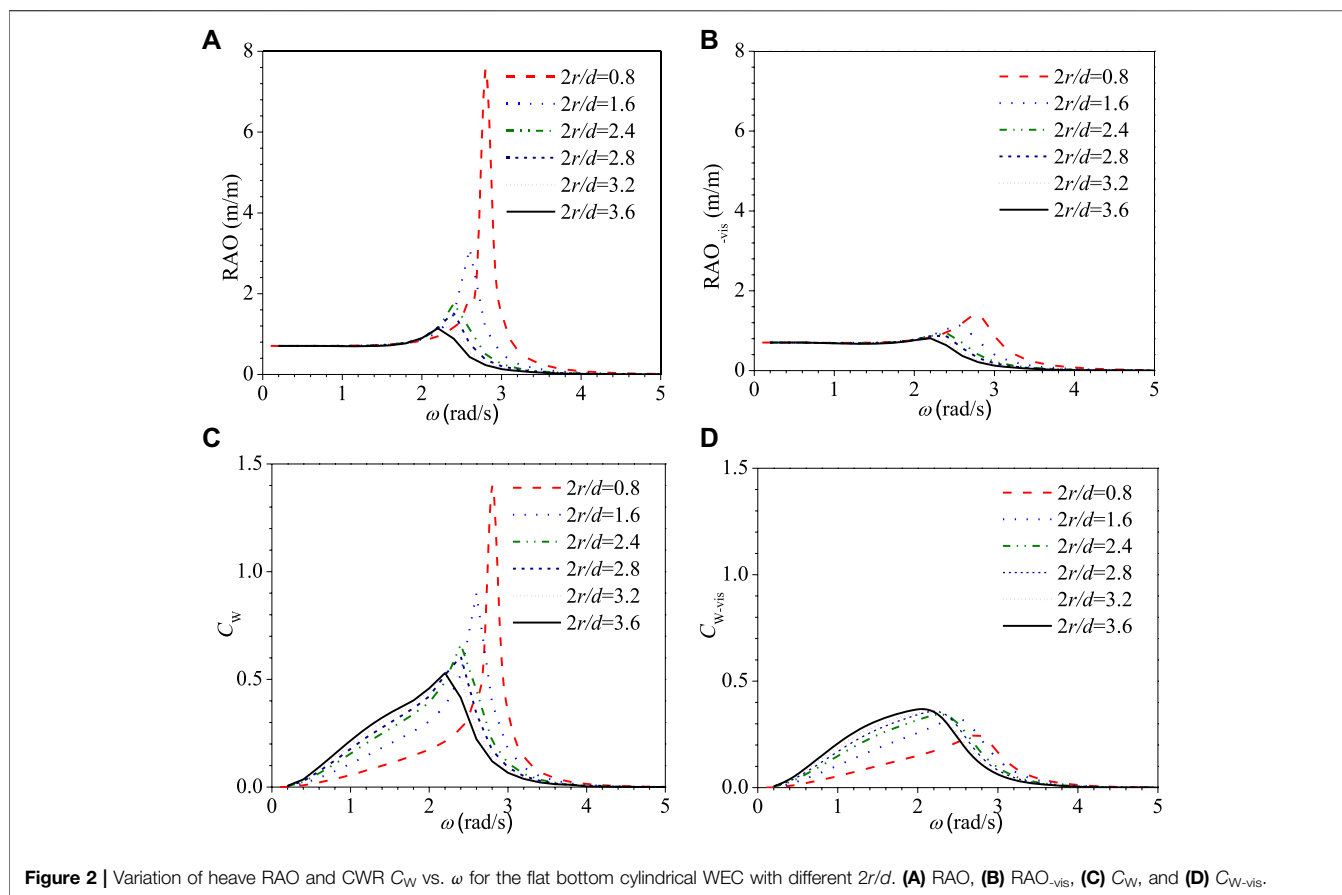 A
8
6
4
2
0
RAO (m/m)
2r/d=0.8
2r/d=1.6
2r/d=2.4
2r/d=2.8
2r/d=3.2
2r/d=3.6
0 1 2 3 4 5
ω (rad/s)
B
8
6
4
2
0
RAO-vis (m/m)
2r/d=0.8
2r/d=1.6
2r/d=2.4
2r/d=2.8
2r/d=3.2
2r/d=3.6
0 1 2 3 4 5
ω (rad/s)
C
1.5
1.0
0.5
0.0
CW
2r/d=0.8
2r/d=1.6
2r/d=2.4
2r/d=2.8
2r/d=3.2
2r/d=3.6
0 1 2 3 4 5
ω (rad/s)
D
1.5
1.0
0.5
0.0
CW-vis
2r/d=0.8
2r/d=1.6
2r/d=2.4
2r/d=2.8
2r/d=3.2
2r/d=3.6
0 1 2 3 4 5
ω (rad/s)
Figure 2 | Variation of heave RAO and CWR CW vs. ω for the flat bottom cylindrical WEC with different 2r/d. (A) RAO, (B) RAO-vis, (C) CW, and (D) CW-vis.